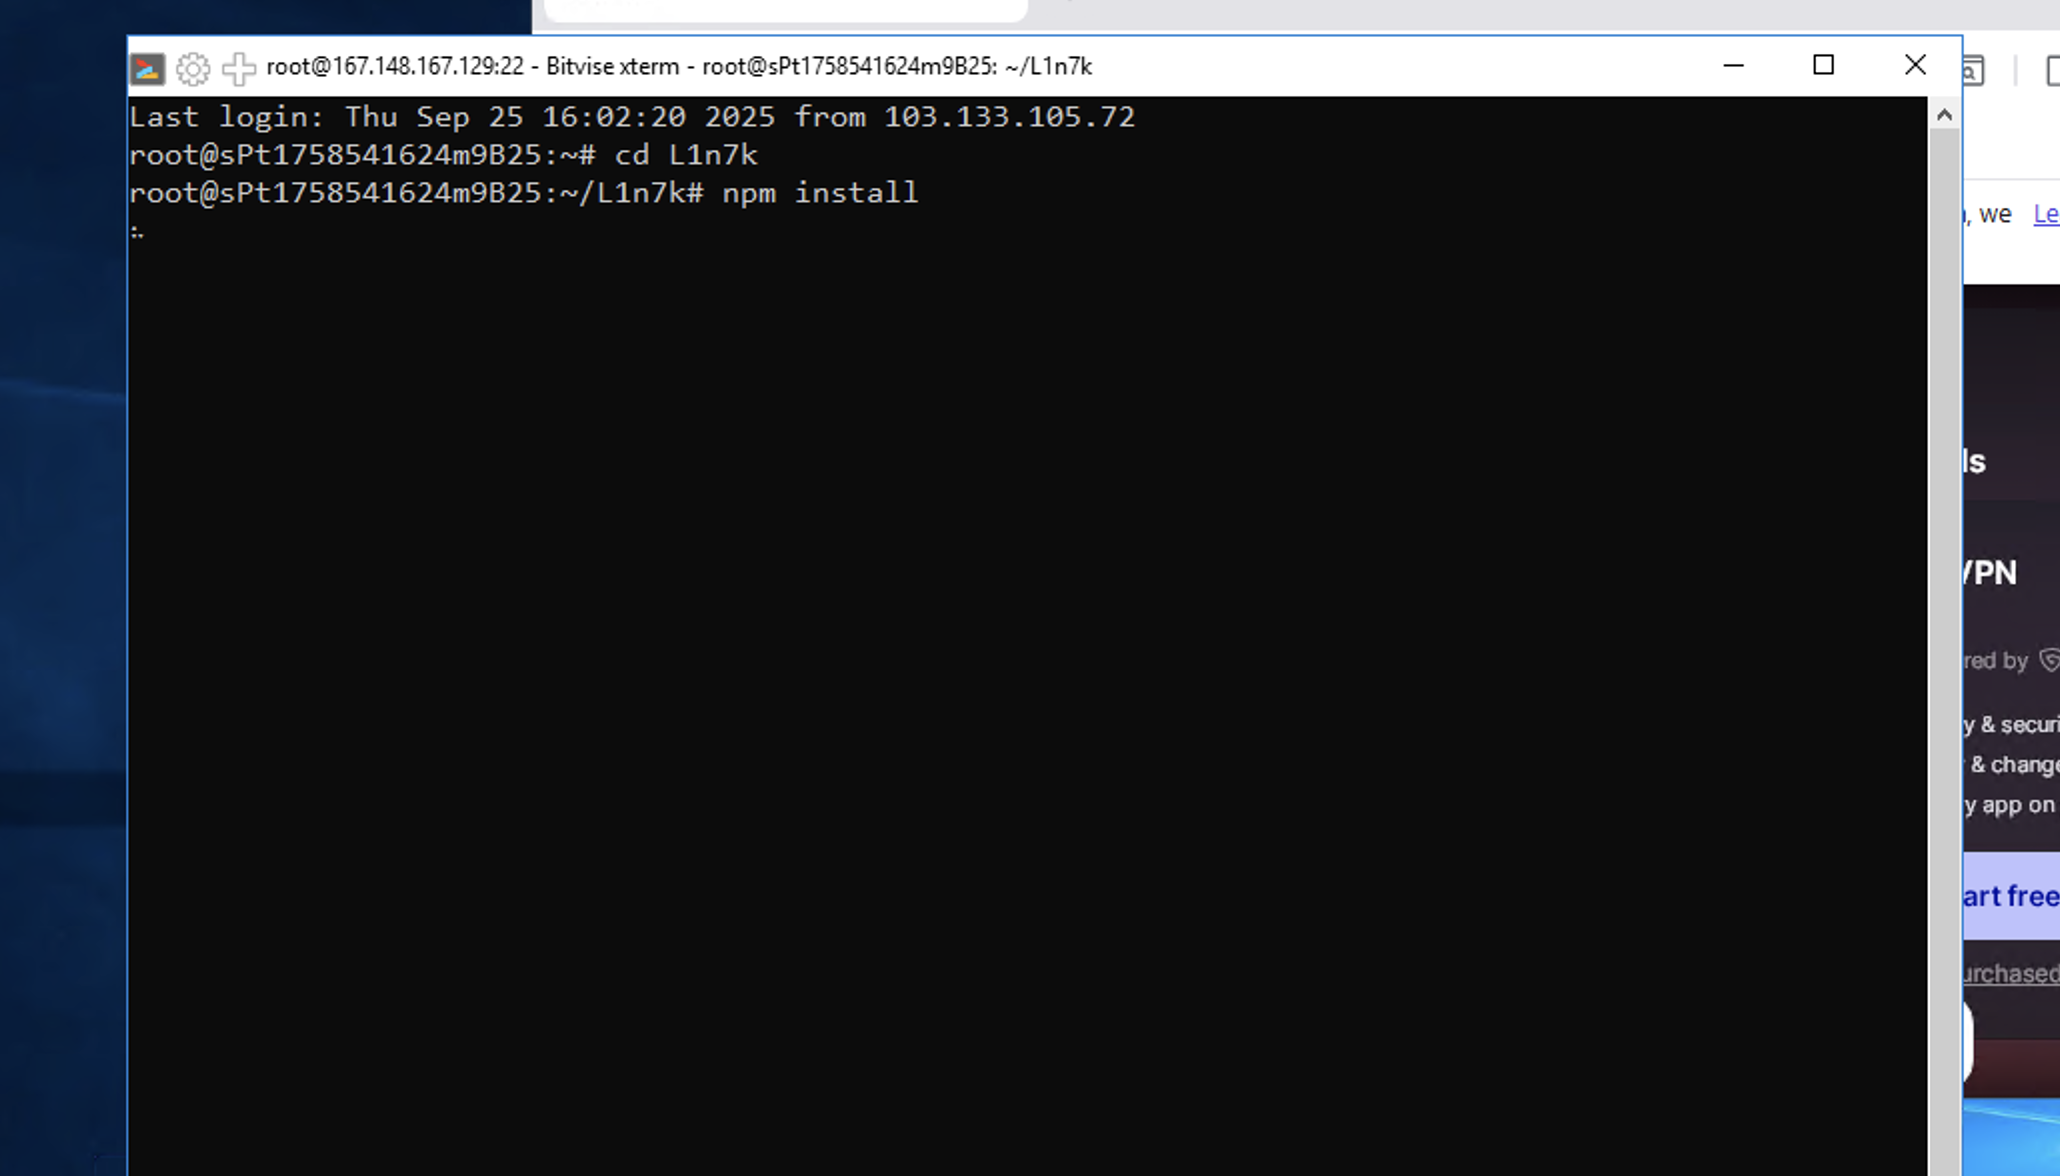 root@167.148.167.129:22 - Bitvise xterm - root@sPt1758541624m9B25: ~/L1n7k
Last login: Thu Sep 25 16:02:20 2025 from 103.133.105.72
root@sPt1758541624m9B25:~# cd L1n7k
root@sPt1758541624m9B25:~/L1n7k# npm install
, we Le
ls
VPN
red by
y & securi
& change
y app on
art free
urchased